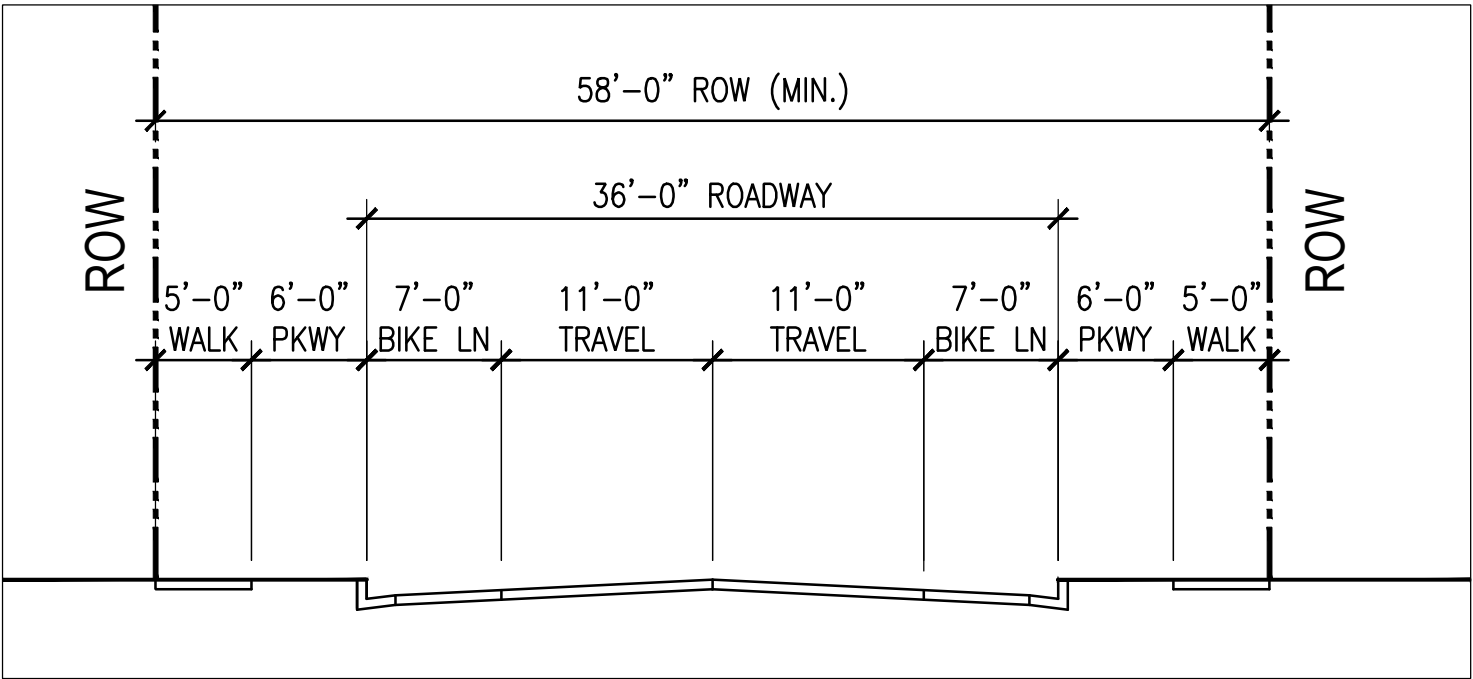 58'-0" ROW (MIN.)
36'-0" ROADWAY
ROW
ROW
5'-0" 6'-0" 7'-0" 11'-0" 11'-0" 7'-0" 6'-0" 5'-0"
WALK PKWY BIKE LN TRAVEL TRAVEL BIKE LN PKWY WALK